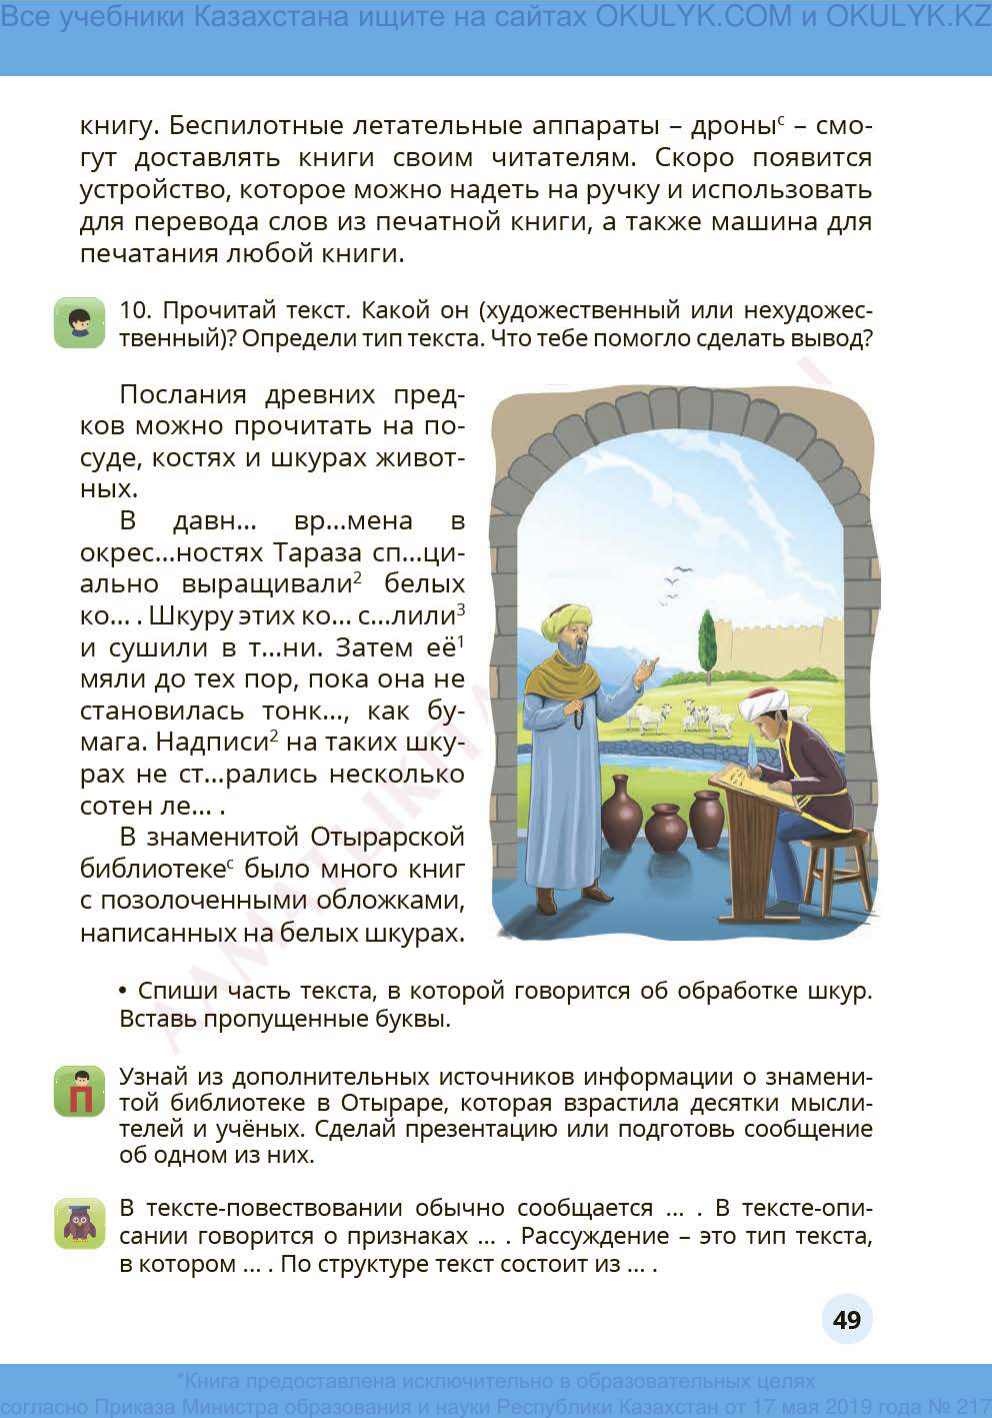 Все учебники Казахстана ищите на сайтах OKULYK.COM и OKULYK.KZ
книгу. Беспилотные летательные аппараты – дроныс – смо-
гут доставлять книги своим читателям. Скоро появится
устройство, которое можно надеть на ручку и использовать
для перевода слов из печатной книги, а также машина для
печатания любой книги.
10. Прочитай текст. Какой он (художественный или нехудожес-
твенный)? Определи тип текста. Что тебе помогло сделать вывод?
Послания древних пред-
ков можно прочитать на по-
суде, костях и шкурах живот-
ных.
В давн... вр...мена в
окрес...ностях Тараза сп...ци-
ально выращивали² белых
ко... . Шкуру этих ко... с...лили³
и сушили в т...ни. Затем её¹
мяли до тех пор, пока она не
становилась тонк..., как бу-
мага. Надписи² на таких шку-
рах не ст...рались несколько
сотен ле... .
В знаменитой Отырарской
библиотекес было много книг
с позолоченными обложками,
написанных на белых шкурах.
• Спиши часть текста, в которой говорится об обработке шкур.
Вставь пропущенные буквы.
П
Узнай из дополнительных источников информации о знамени-
той библиотеке в Отыраре, которая взрастила десятки мысли-
телей и учёных. Сделай презентацию или подготовь сообщение
об одном из них.
В тексте-повествовании обычно сообщается ... . В тексте-опи-
сании говорится о признаках ... . Рассуждение – это тип текста,
в котором ... . По структуре текст состоит из ... .
49
*Книга предоставлена исключительно в образовательных целях
согласно Приказа Министра образования и науки Республики Казахстан от 17 мая 2019 года № 217